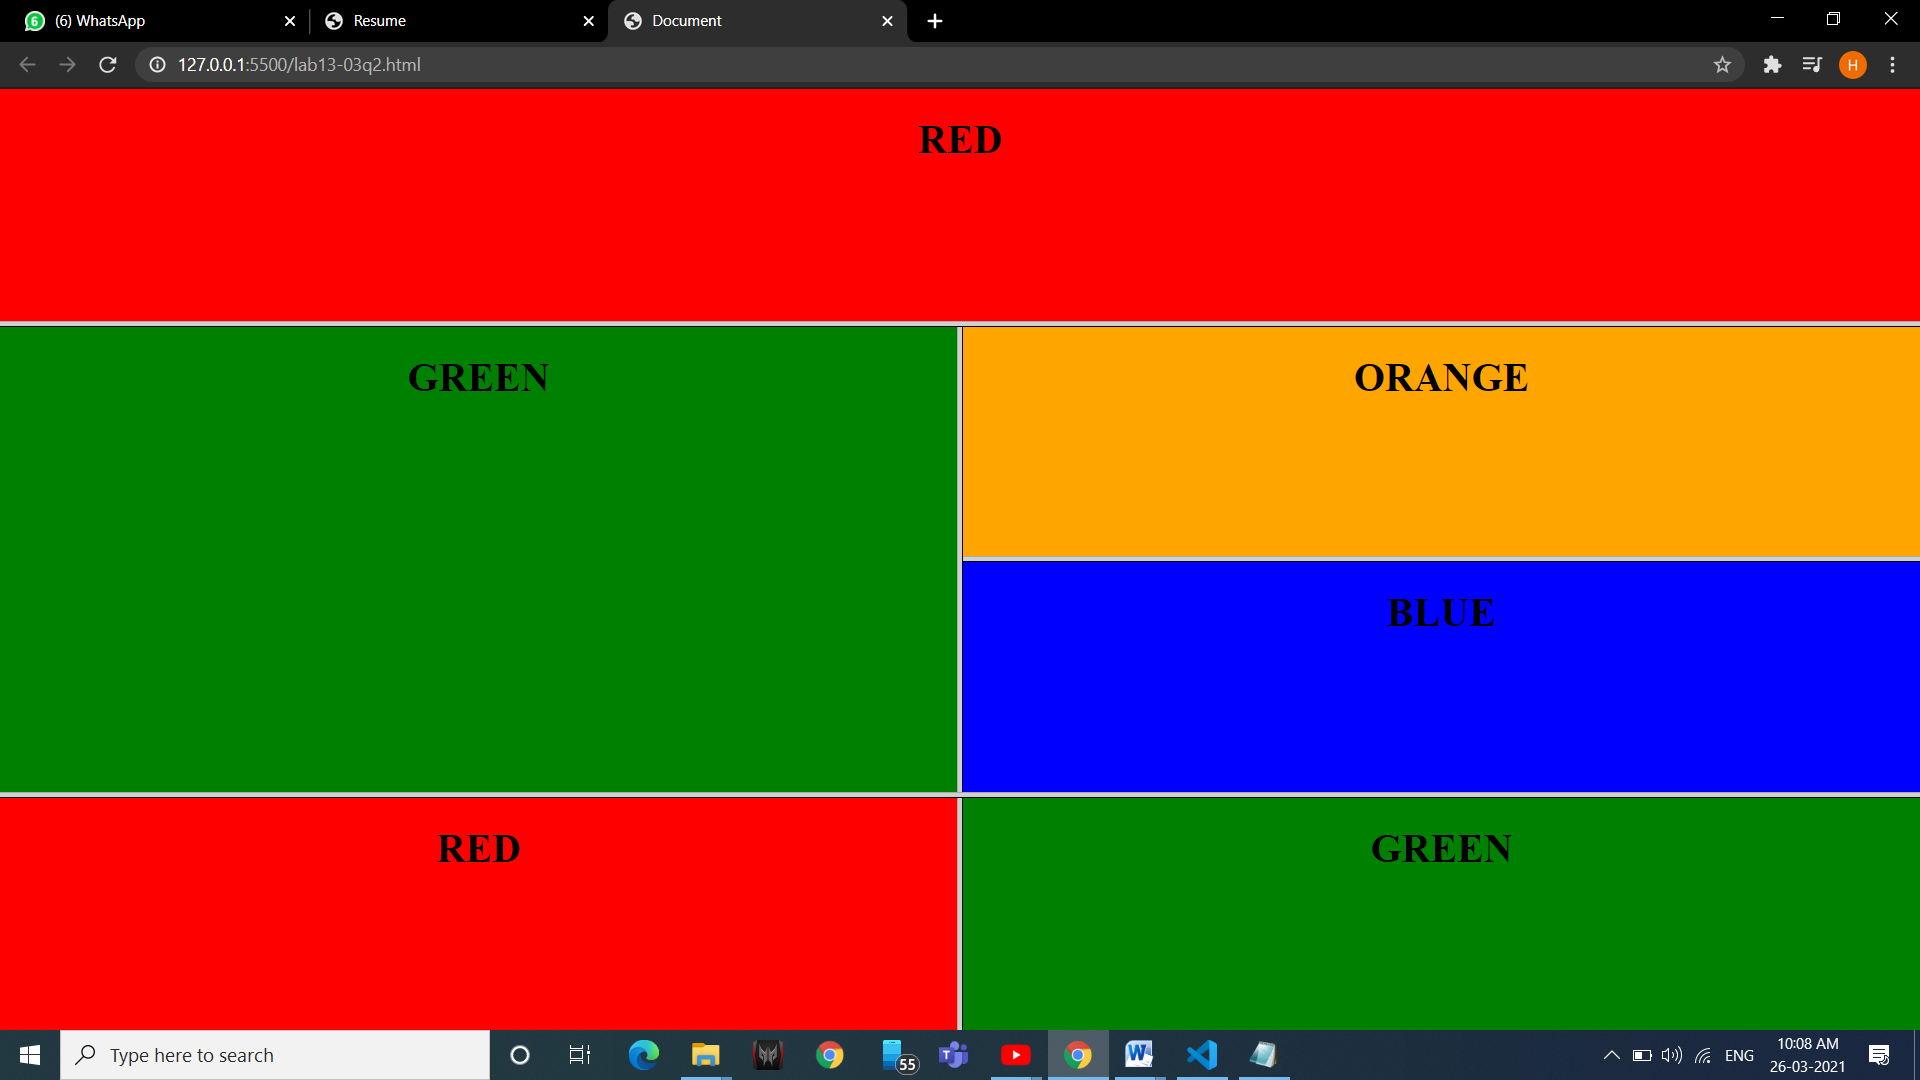 6 (6) WhatsApp
Resume
Document
127.0.0.1:5500/lab13-03q2.html
H
RED
GREEN
ORANGE
BLUE
RED
GREEN
Type here to search
55
T
W
ENG
10:08 AM
26-03-2021